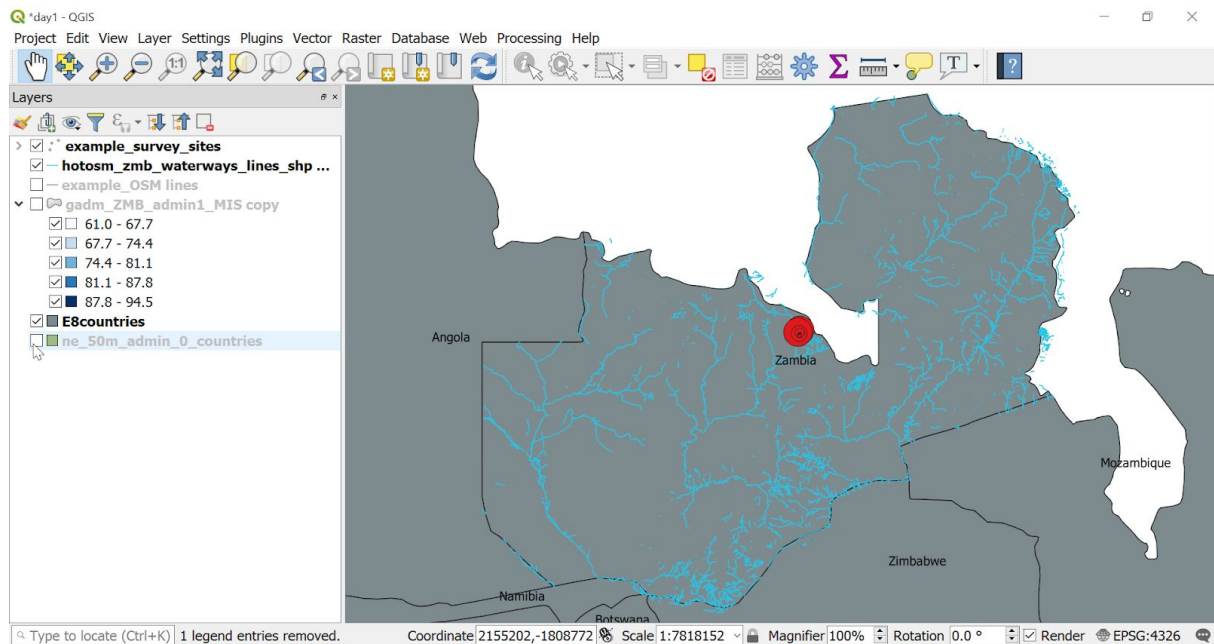 *day1 - QGIS
Project Edit View Layer Settings Plugins Vector Raster Database Web Processing Help
Layers
example_survey_sites
hotosm_zmb_waterways_lines_shp ...
example_OSM lines
gadm_ZMB_admin1_MIS copy
61.0 - 67.7
67.7 - 74.4
74.4 - 81.1
81.1 - 87.8
87.8 - 94.5
E8countries
ne_50m_admin_0_countries
Angola
Zambia
Mozambique
Zimbabwe
Namibia
Botswana
Type to locate (Ctrl+K) 1 legend entries removed. Coordinate 2155202,-1808772 Scale 1:7818152 Magnifier 100% Rotation 0.0 ° Render EPSG:4326